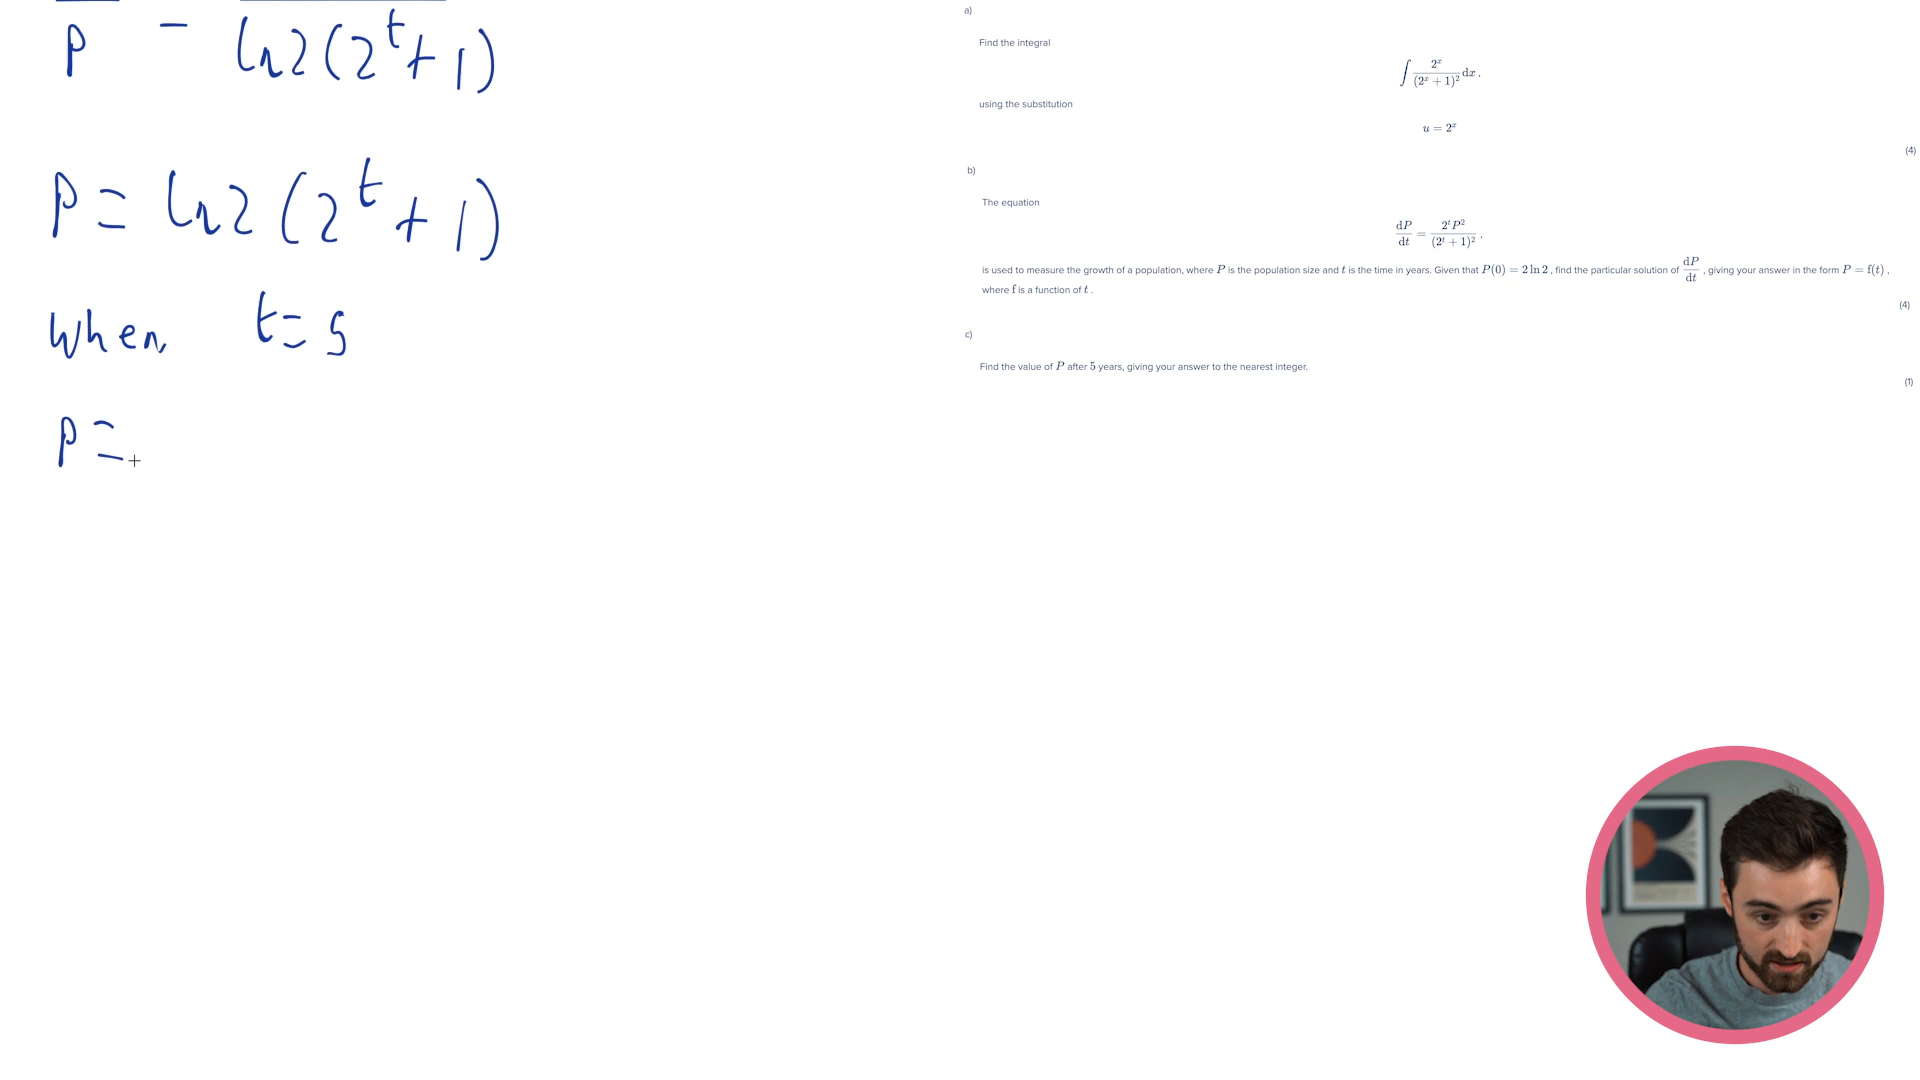 P - ln2(2^t+1)
P = ln2(2^t+1)
When t=5
P =
a)
Find the integral
∫ 2^x/(2^x + 1)^2 dx .
using the substitution
u = 2^x
(4)
b)
The equation
dP/dt = 2^t P^2/(2^t + 1)^2 .
is used to measure the growth of a population, where P is the population size and t is the time in years. Given that P(0) = 2 ln 2 , find the particular solution of dP/dt , giving your answer in the form P = f(t) ,
where f is a function of t .
(4)
c)
Find the value of P after 5 years, giving your answer to the nearest integer.
(1)